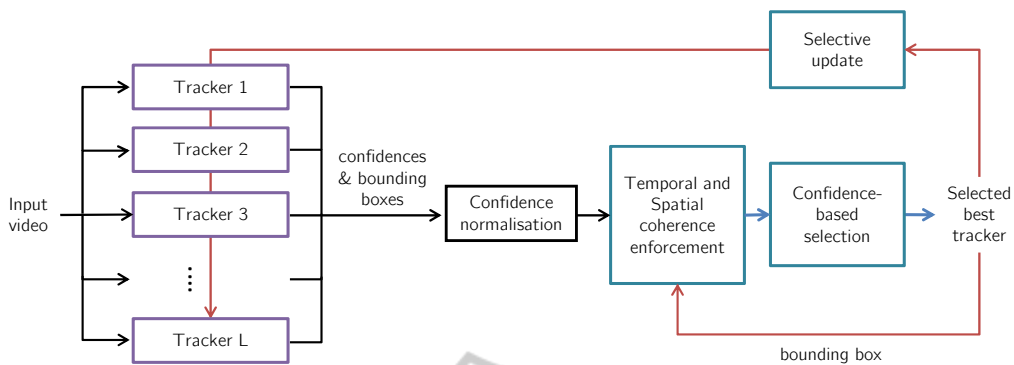 Selective
update
Tracker 1
Tracker 2
Tracker 3
....
Tracker L
Input
video
confidences
& bounding
boxes
Confidence
normalisation
Temporal and
Spatial
coherence
enforcement
Confidence-
based
selection
Selected
best
tracker
bounding box